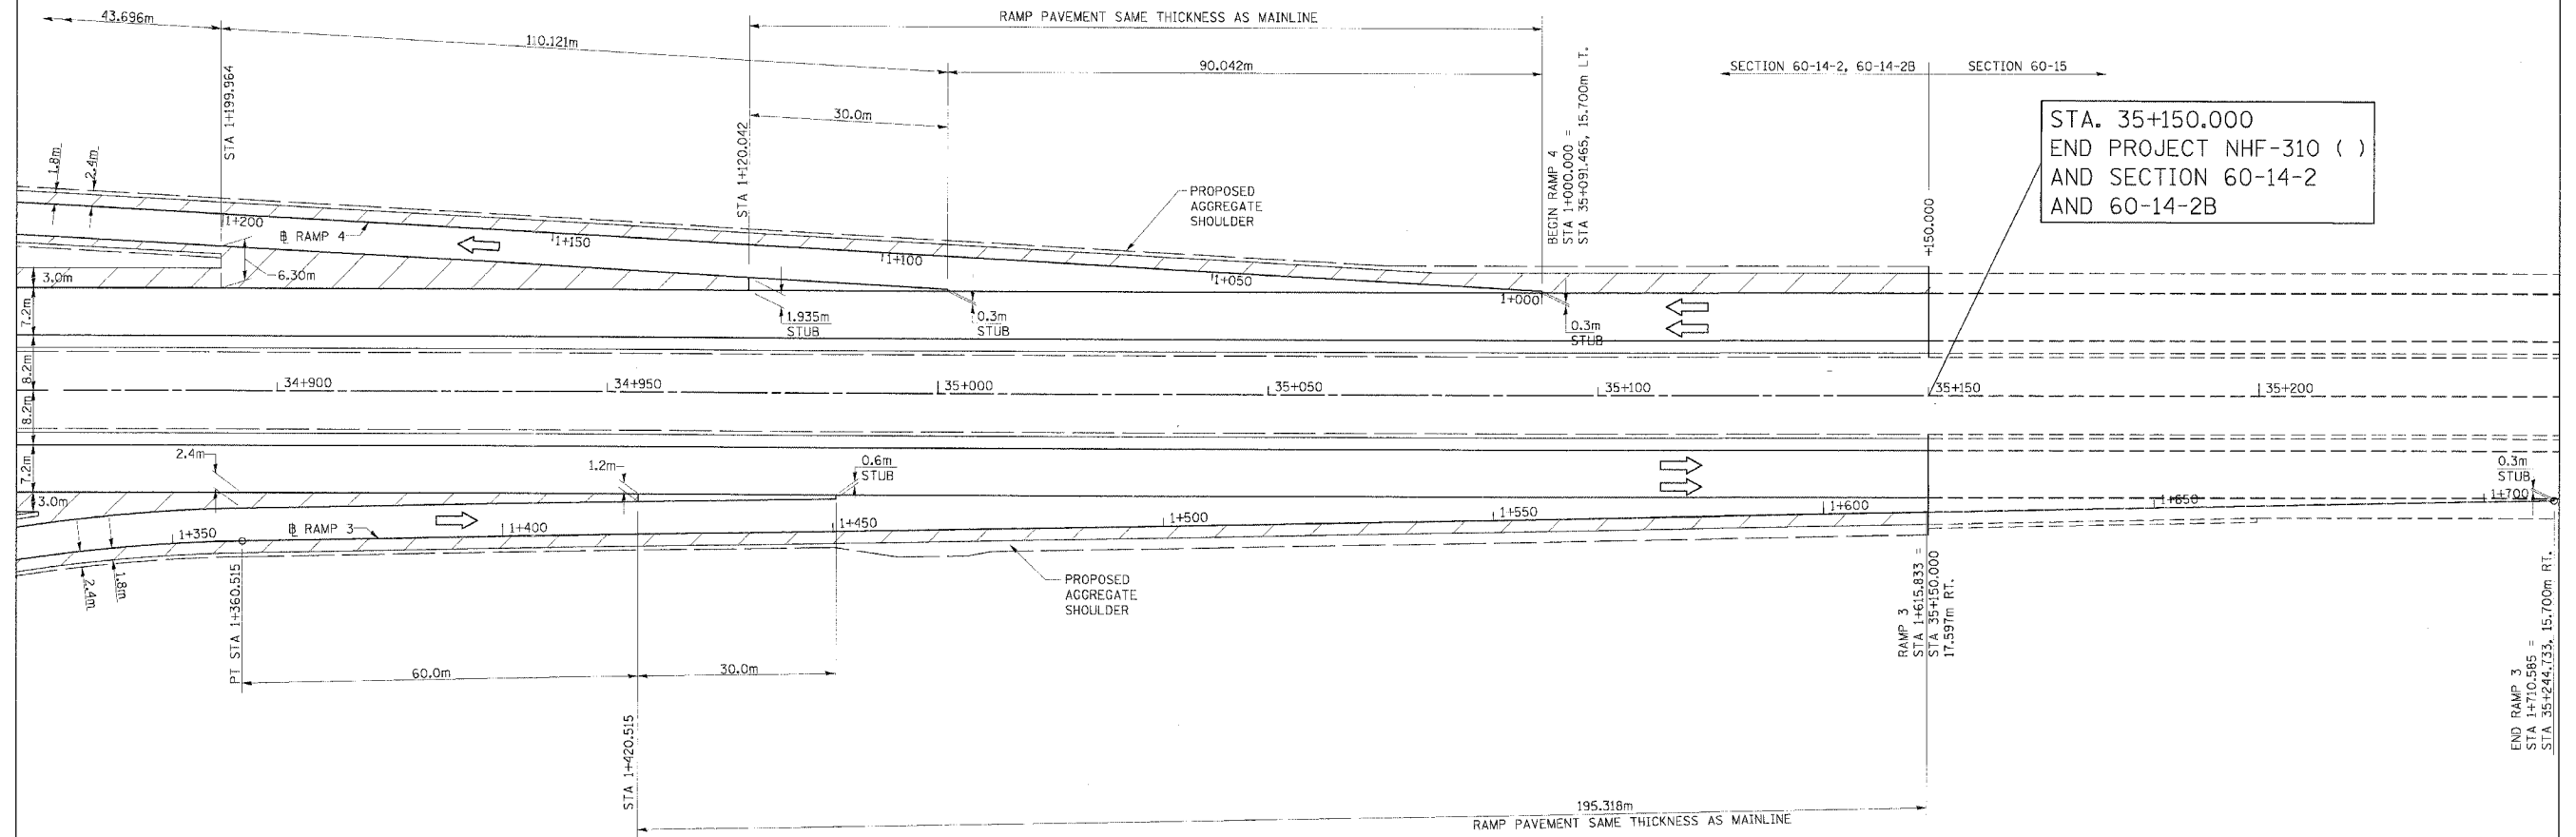 43.696m
110.121m
RAMP PAVEMENT SAME THICKNESS AS MAINLINE
90.042m
30.0m
SECTION 60-14-2, 60-14-2B
SECTION 60-15
STA 1+199.964
STA 1+120.042
BEGIN RAMP 4
STA 1+000.000 =
STA 35+091.465, 15.700m LT.
+150.000
STA. 35+150.000
END PROJECT NHF-310 ( )
AND SECTION 60-14-2
AND 60-14-2B
1.8m
2.4m
PROPOSED
AGGREGATE
SHOULDER
1+200
℄ RAMP 4
1+150
1+100
1+050
1+000
3.0m
6.30m
1.935m
STUB
0.3m
STUB
0.3m
STUB
7.2m
8.2m
34+900
34+950
35+000
35+050
35+100
35+150
35+200
8.2m
7.2m
2.4m
1.2m
0.6m
STUB
0.3m
STUB
3.0m
1+350
℄ RAMP 3
1+400
1+450
1+500
1+550
1+600
1+650
1+700
2.4m
1.8m
PROPOSED
AGGREGATE
SHOULDER
PT STA 1+360.515
60.0m
30.0m
STA 1+420.515
RAMP 3
STA 1+615.833 =
STA 35+150.000
17.597m RT.
END RAMP 3
STA 1+710.585 =
STA 35+244.733, 15.700m RT.
195.318m
RAMP PAVEMENT SAME THICKNESS AS MAINLINE